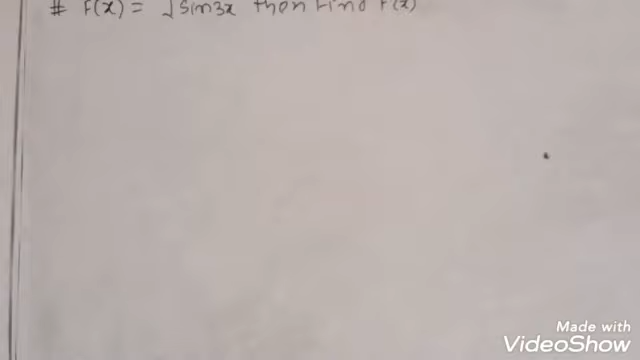 # F(x) = √sin3x then Find F(x)
Made with
VideoShow